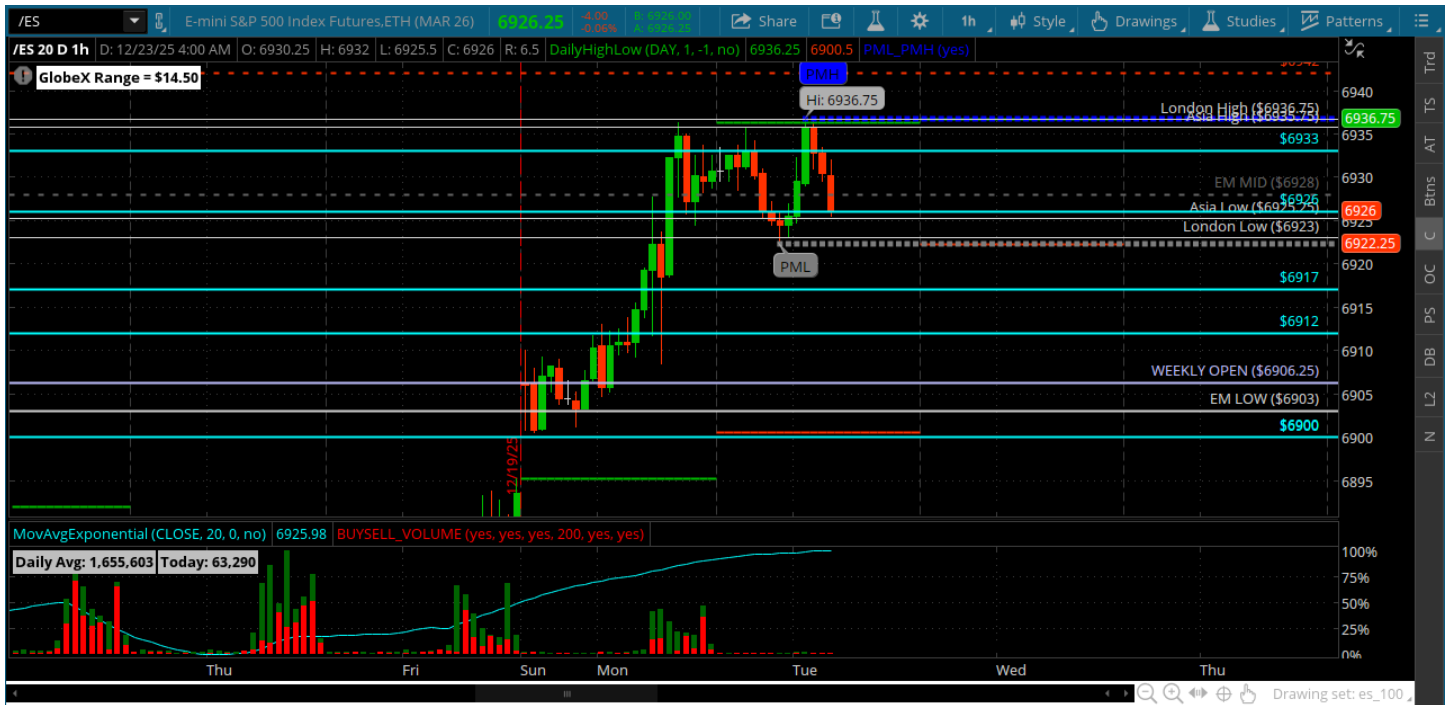 /ES E-mini S&P 500 Index Futures,ETH (MAR 26) 6926.25 -4.00 -0.06% B: 6926.00 A: 6926.25 Share 1h Style Drawings Studies Patterns
/ES 20 D 1h D: 12/23/25 4:00 AM O: 6930.25 H: 6932 L: 6925.5 C: 6926 R: 6.5 DailyHighLow (DAY, 1, -1, no) 6936.25 6900.5 PML_PMH (yes)
GlobeX Range = $14.50
$6942
PMH
Hi: 6936.75
London High ($6936.75)
Asia High ($6935.75)
$6933
EM MID ($6928)
$6926
Asia Low ($6925.25)
London Low ($6923)
PML
$6917
$6912
WEEKLY OPEN ($6906.25)
EM LOW ($6903)
$6900
12/19/25
6940
6936.75
6935
6930
6926
6925
6922.25
6920
6915
6910
6905
6900
6895
Trd
TS
AT
Btns
C
OC
PS
DB
L2
N
MovAvgExponential (CLOSE, 20, 0, no) 6925.98 BUYSELL_VOLUME (yes, yes, yes, 200, yes, yes)
Daily Avg: 1,655,603 Today: 63,290
100%
75%
50%
25%
0%
Thu Fri Sun Mon Tue Wed Thu
Drawing set: es_100